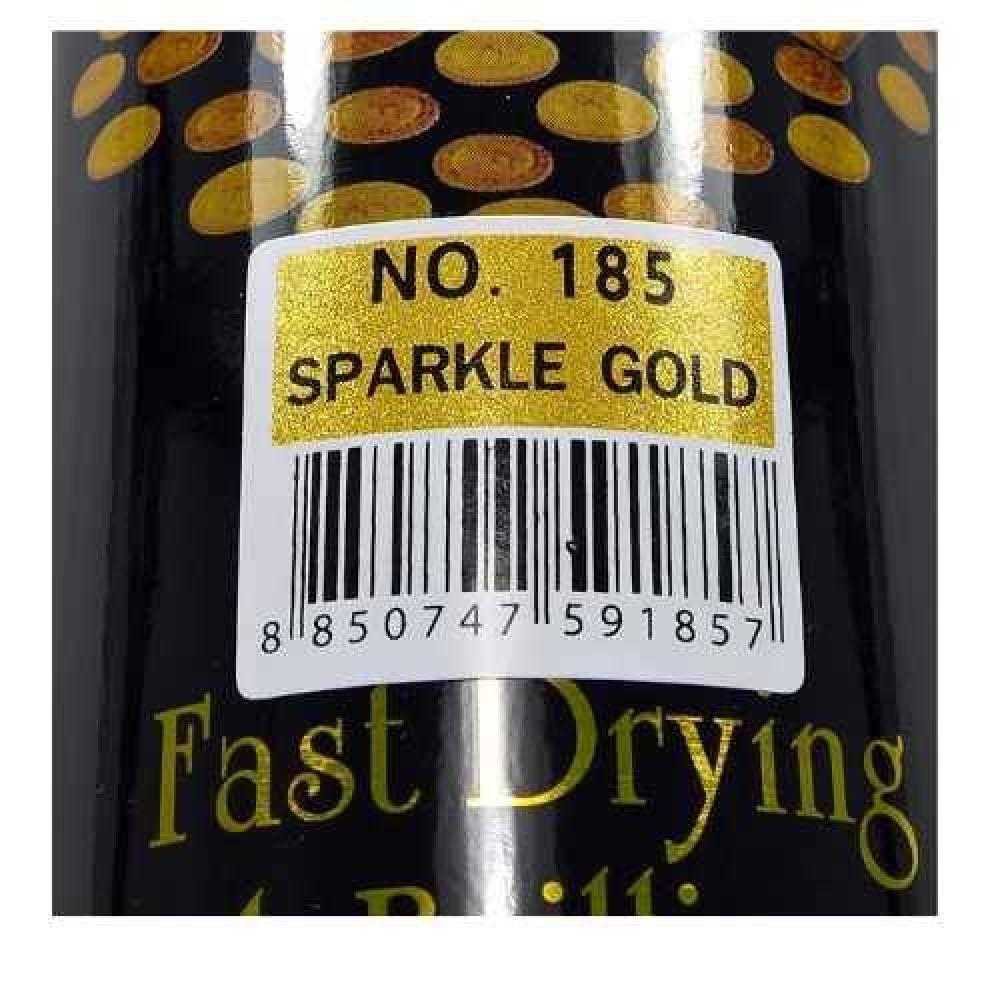 NO. 185
SPARKLE GOLD
8 850747 591857
Fast Drying